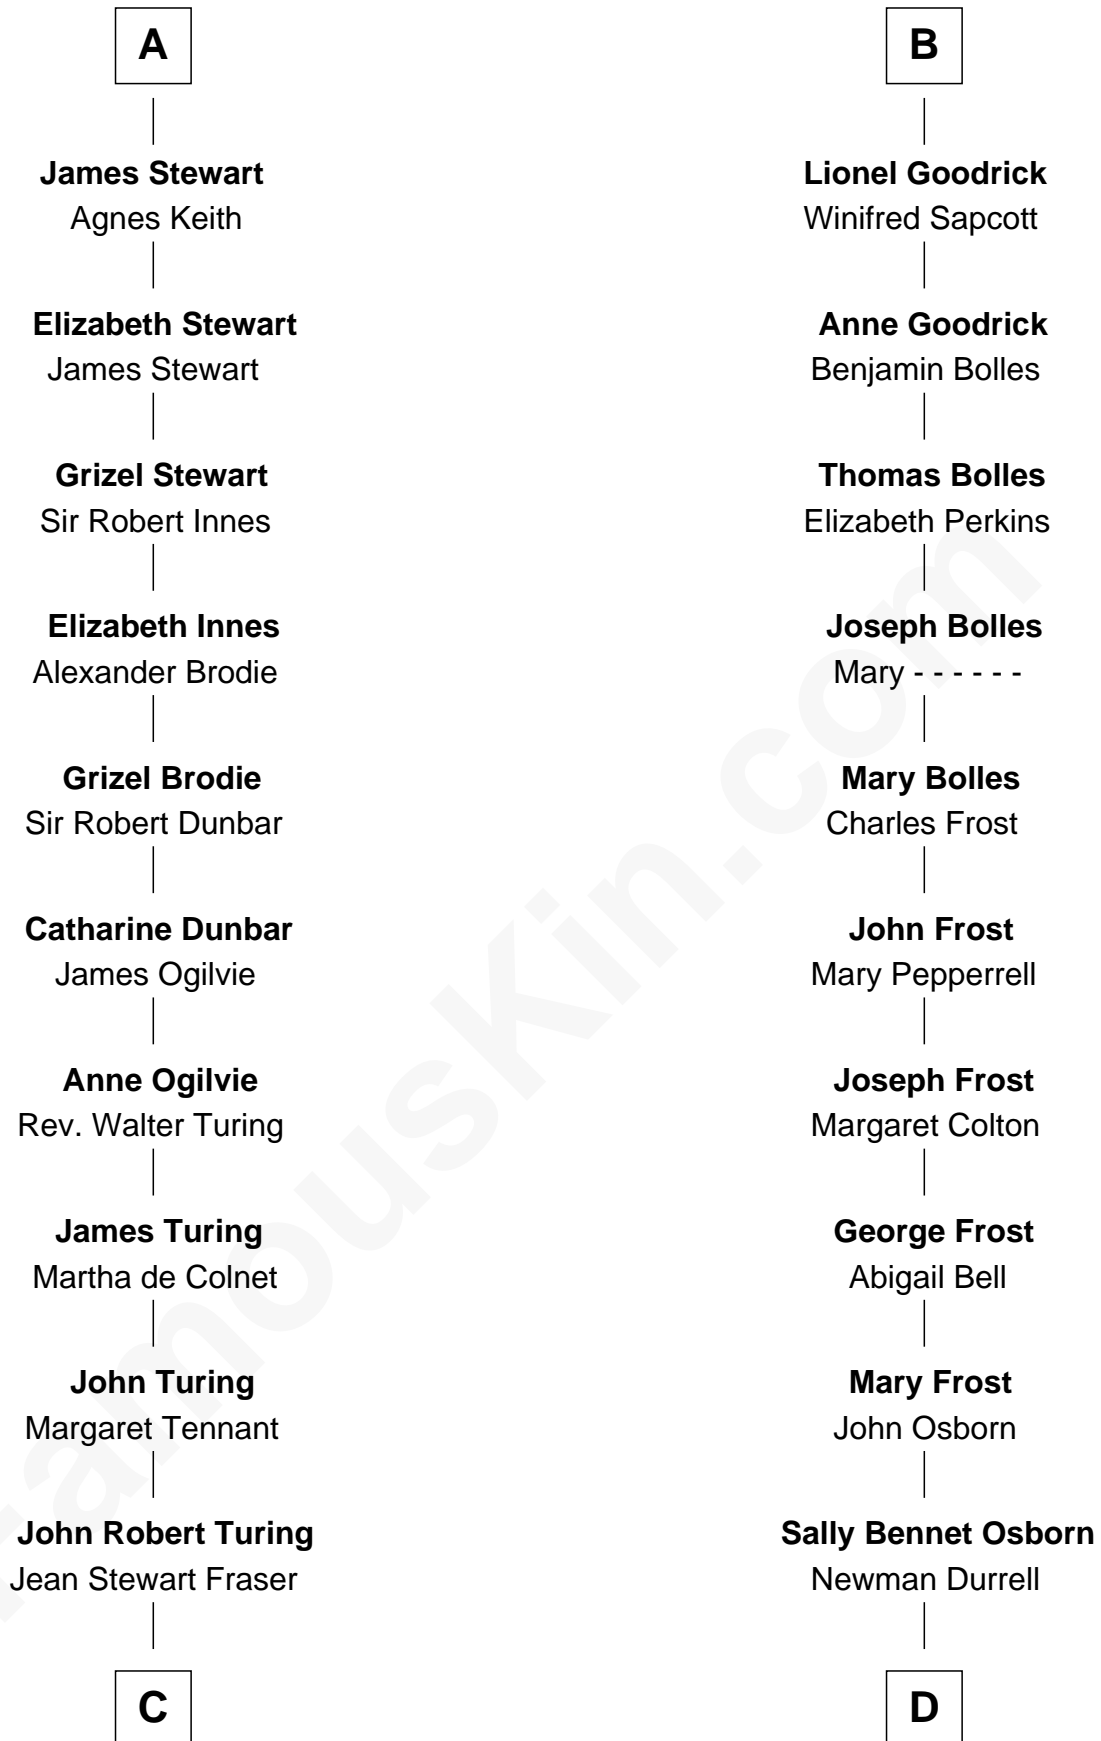 A
James Stewart
Agnes Keith
Elizabeth Stewart
James Stewart
Grizel Stewart
Sir Robert Innes
Elizabeth Innes
Alexander Brodie
Grizel Brodie
Sir Robert Dunbar
Catharine Dunbar
James Ogilvie
Anne Ogilvie
Rev. Walter Turing
James Turing
Martha de Colnet
John Turing
Margaret Tennant
John Robert Turing
Jean Stewart Fraser
C
B
Lionel Goodrick
Winifred Sapcott
Anne Goodrick
Benjamin Bolles
Thomas Bolles
Elizabeth Perkins
Joseph Bolles
Mary - - - - - -
Mary Bolles
Charles Frost
John Frost
Mary Pepperrell
Joseph Frost
Margaret Colton
George Frost
Abigail Bell
Mary Frost
John Osborn
Sally Bennet Osborn
Newman Durrell
D
FamousKin.com